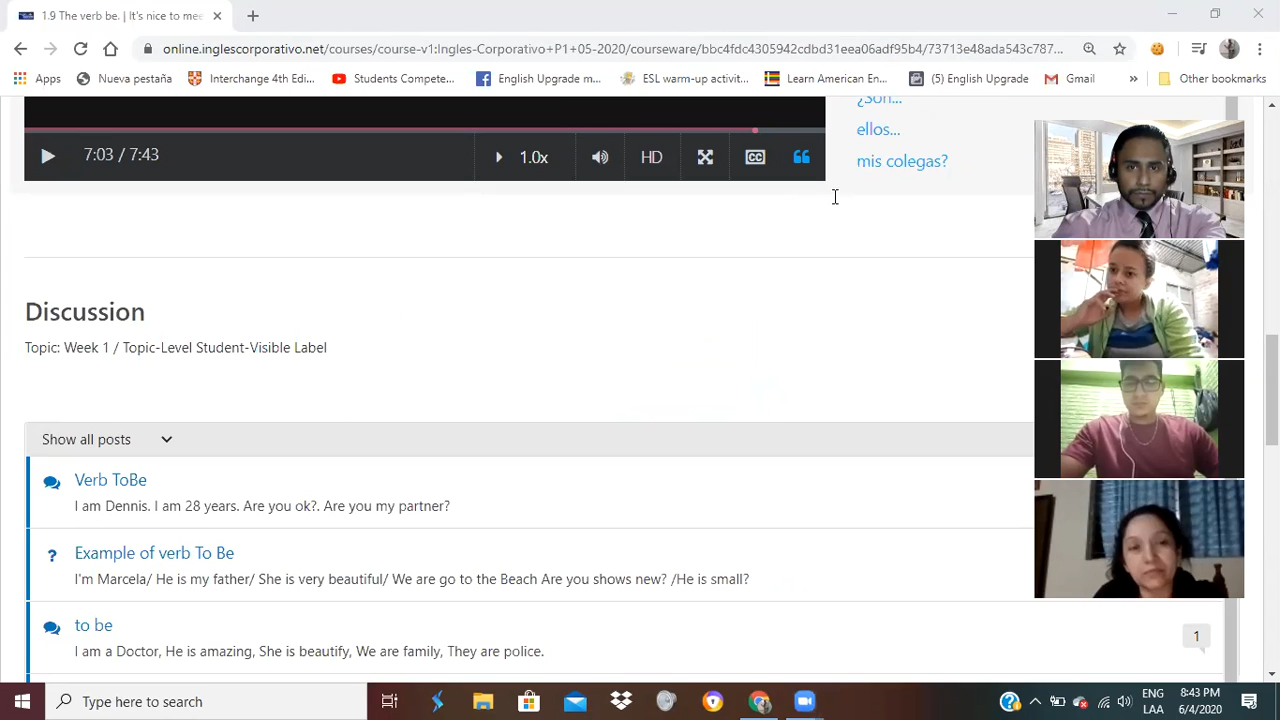 1.9 The verb be. | It's nice to mee
online.inglescorporativo.net/courses/course-v1:Ingles-Corporativo+P1+05-2020/courseware/bbc4fdc4305942cdbd31eea06adf95b4/73713e48ada543c787...
Apps
Nueva pestaña
Interchange 4th Edi...
Students Compete...
English Upgrade m...
ESL warm-up activit...
Learn American En...
(5) English Upgrade
Gmail
»
Other bookmarks
¿Son...
ellos...
mis colegas?
7:03 / 7:43
1.0x
HD
CC
Discussion
Topic: Week 1 / Topic-Level Student-Visible Label
Show all posts
Verb ToBe
I am Dennis. I am 28 years. Are you ok?. Are you my partner?
Example of verb To Be
I'm Marcela/ He is my father/ She is very beautiful/ We are go to the Beach Are you shows new? /He is small?
to be
I am a Doctor, He is amazing, She is beautify, We are family, They are police.
1
Type here to search
ENG
LAA
8:43 PM
6/4/2020